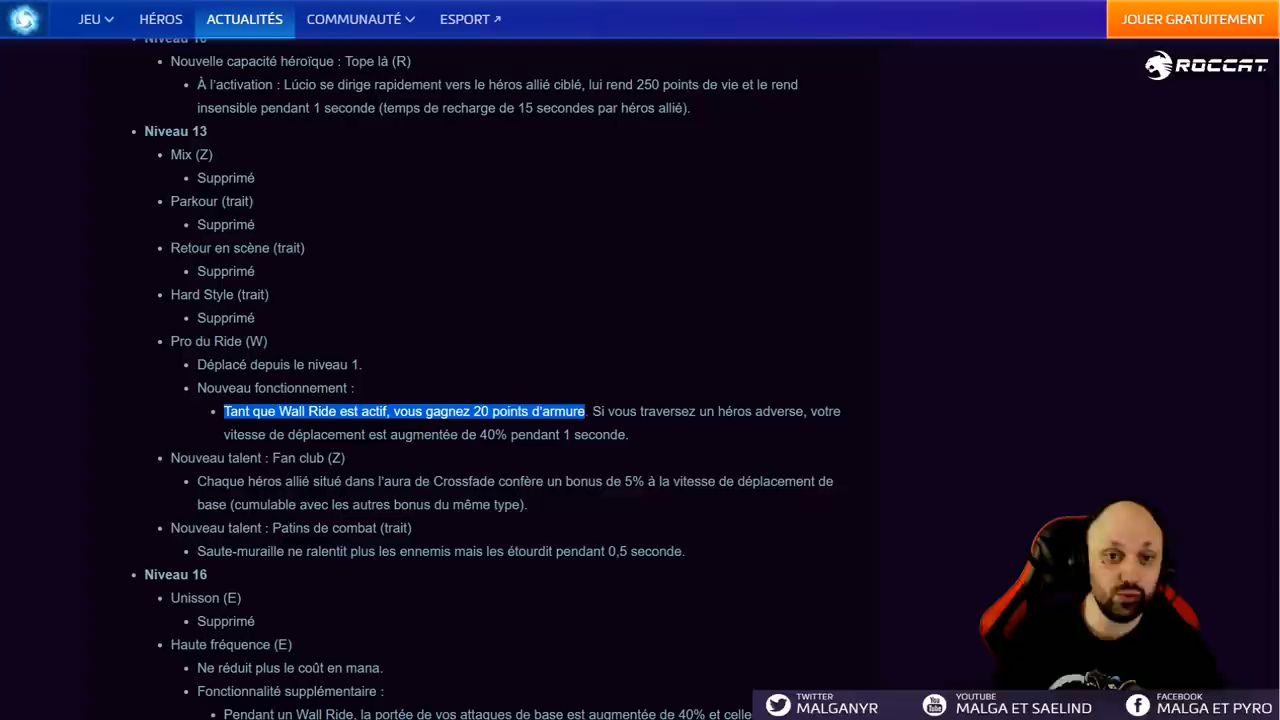 JEU HÉROS ACTUALITÉS COMMUNAUTÉ ESPORT JOUER GRATUITEMENT
Niveau 10
Nouvelle capacité héroïque : Tope là (R)
À l'activation : Lúcio se dirige rapidement vers le héros allié ciblé, lui rend 250 points de vie et le rend
insensible pendant 1 seconde (temps de recharge de 15 secondes par héros allié).
ROCCAT.
Niveau 13
Mix (Z)
Supprimé
Parkour (trait)
Supprimé
Retour en scène (trait)
Supprimé
Hard Style (trait)
Supprimé
Pro du Ride (W)
Déplacé depuis le niveau 1.
Nouveau fonctionnement :
Tant que Wall Ride est actif, vous gagnez 20 points d'armure. Si vous traversez un héros adverse, votre
vitesse de déplacement est augmentée de 40% pendant 1 seconde.
Nouveau talent : Fan club (Z)
Chaque héros allié situé dans l'aura de Crossfade confère un bonus de 5% à la vitesse de déplacement de
base (cumulable avec les autres bonus du même type).
Nouveau talent : Patins de combat (trait)
Saute-muraille ne ralentit plus les ennemis mais les étourdit pendant 0,5 seconde.
Niveau 16
Unisson (E)
Supprimé
Haute fréquence (E)
Ne réduit plus le coût en mana.
Fonctionnalité supplémentaire :
Pendant un Wall Ride, la portée de vos attaques de base est augmentée de 40% et celle
TWITTER
MALGANYR
YOUTUBE
MALGA ET SAELIND
FACEBOOK
MALGA ET PYRO